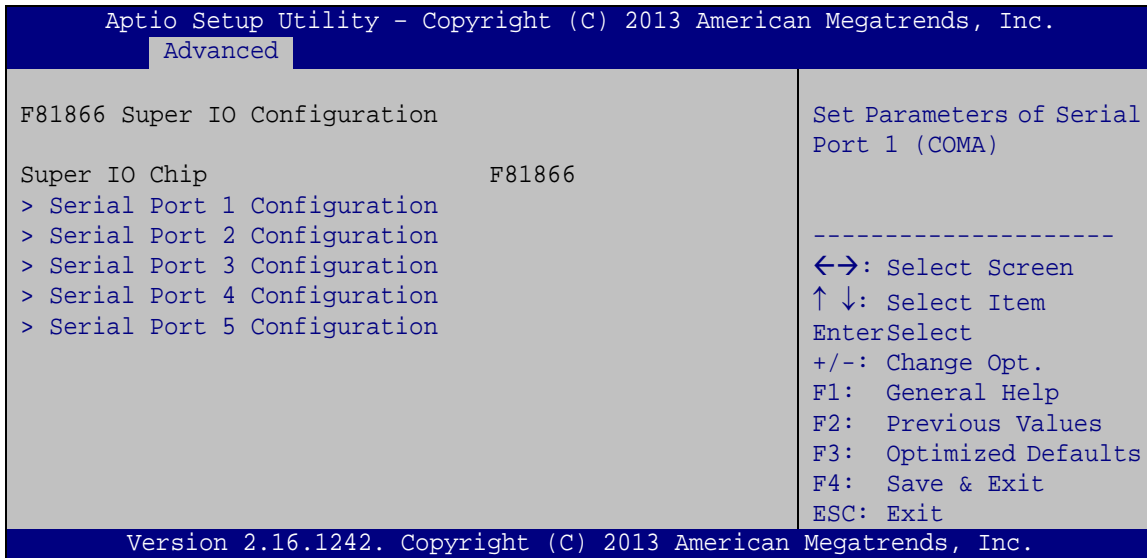 Aptio Setup Utility – Copyright (C) 2013 American Megatrends, Inc.
Advanced
F81866 Super IO Configuration
Super IO Chip F81866
> Serial Port 1 Configuration
> Serial Port 2 Configuration
> Serial Port 3 Configuration
> Serial Port 4 Configuration
> Serial Port 5 Configuration
Set Parameters of Serial
Port 1 (COMA)
---------------------
←→: Select Screen
↑ ↓: Select Item
EnterSelect
+/-: Change Opt.
F1: General Help
F2: Previous Values
F3: Optimized Defaults
F4: Save & Exit
ESC: Exit
Version 2.16.1242. Copyright (C) 2013 American Megatrends, Inc.